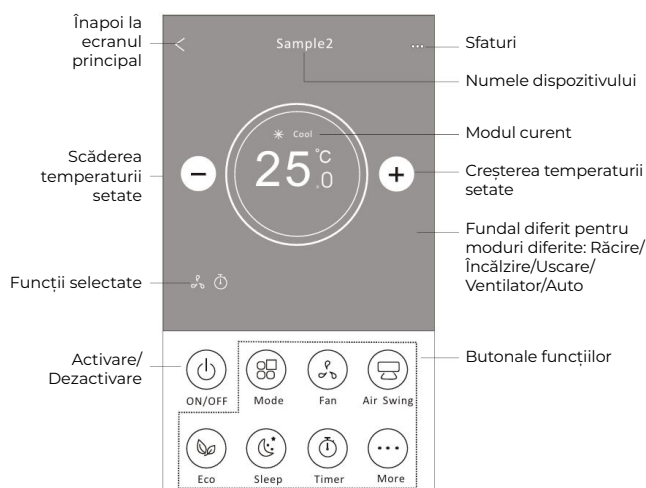 Înapoi la
ecranul
principal
Sample2
Sfaturi
Numele dispozitivului
Cool
Modul curent
25.0°C
Scăderea
temperaturii
setate
Creșterea temperaturii
setate
Fundal diferit pentru
moduri diferite: Răcire/
Încălzire/Uscare/
Ventilator/Auto
Funcții selectate
Activare/
Dezactivare
Butonale funcțiilor
ON/OFF Mode Fan Air Swing
Eco Sleep Timer More